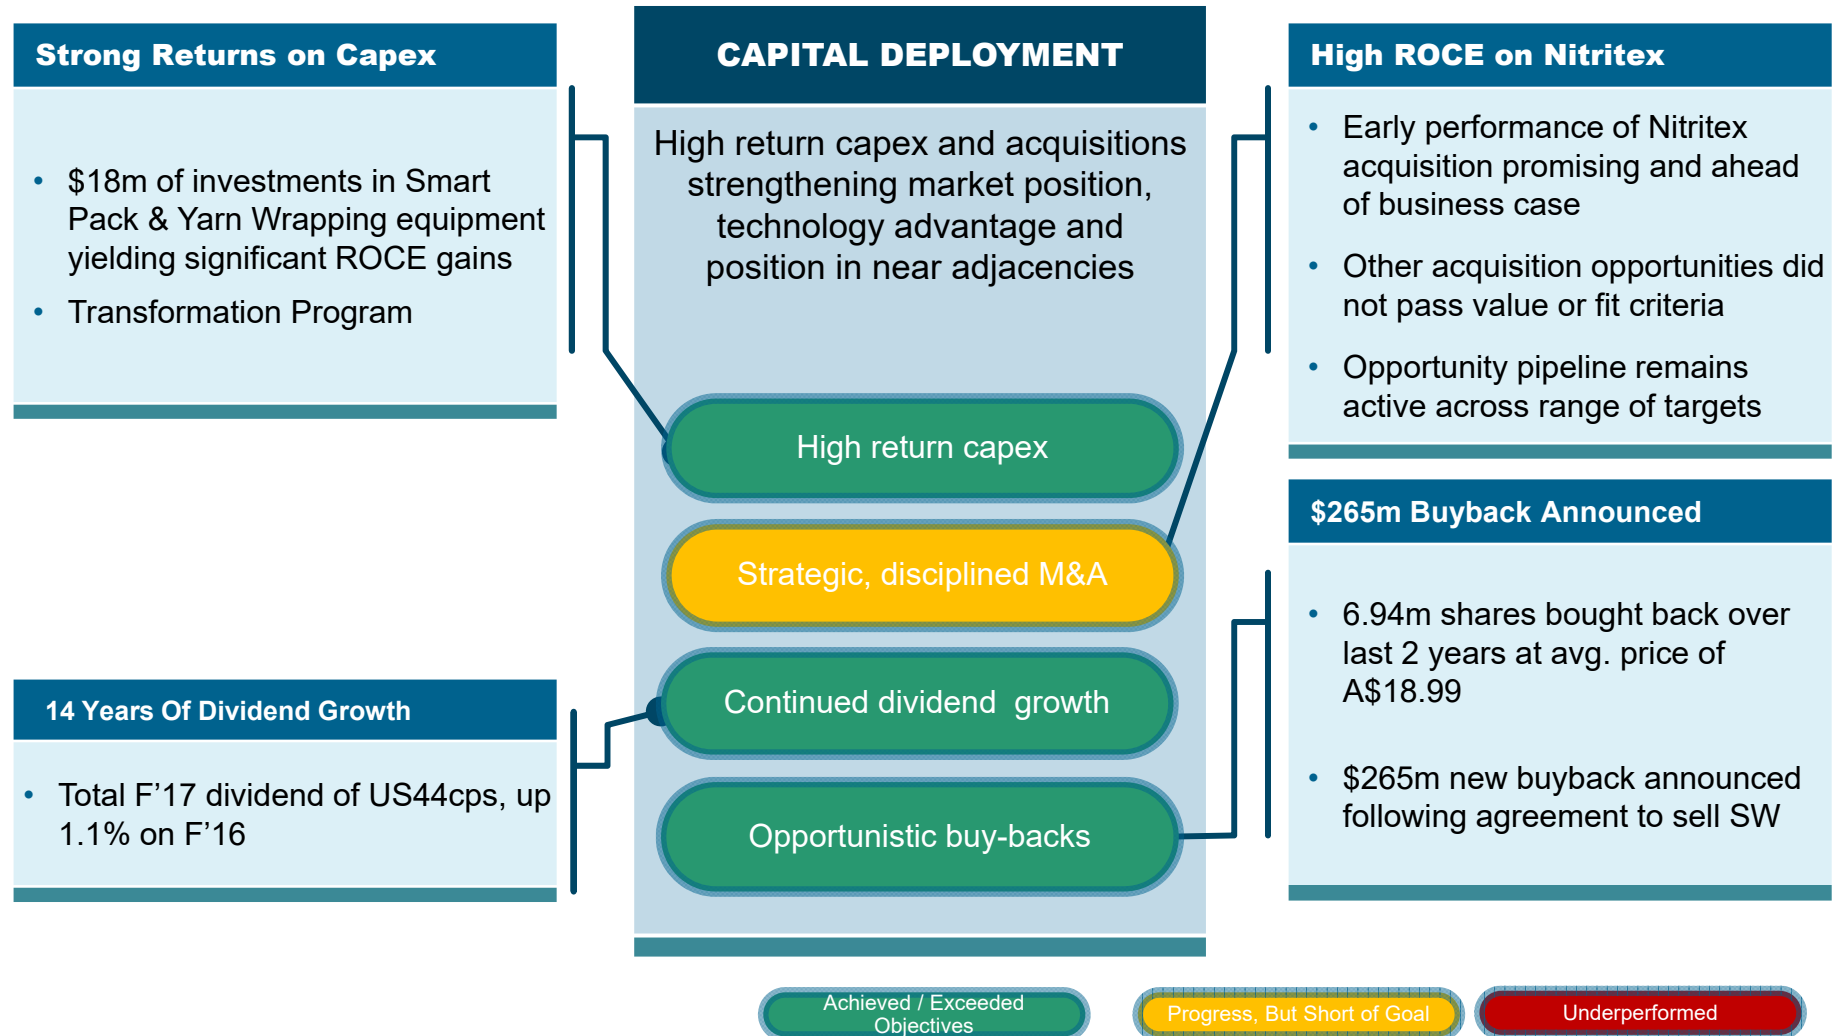 Strong Returns on Capex
• $18m of investments in Smart
Pack & Yarn Wrapping equipment
yielding significant ROCE gains
• Transformation Program
14 Years Of Dividend Growth
• Total F’17 dividend of US44cps, up
1.1% on F’16
CAPITAL DEPLOYMENT
High return capex and acquisitions
strengthening market position,
technology advantage and
position in near adjacencies
High return capex
Strategic, disciplined M&A
Continued dividend  growth
Opportunistic buy-backs
High ROCE on Nitritex
• Early performance of Nitritex
acquisition promising and ahead
of business case
• Other acquisition opportunities did
not pass value or fit criteria
• Opportunity pipeline remains
active across range of targets
$265m Buyback Announced
• 6.94m shares bought back over
last 2 years at avg. price of
A$18.99
• $265m new buyback announced
following agreement to sell SW
Achieved / Exceeded
Objectives
Progress, But Short of Goal
Underperformed